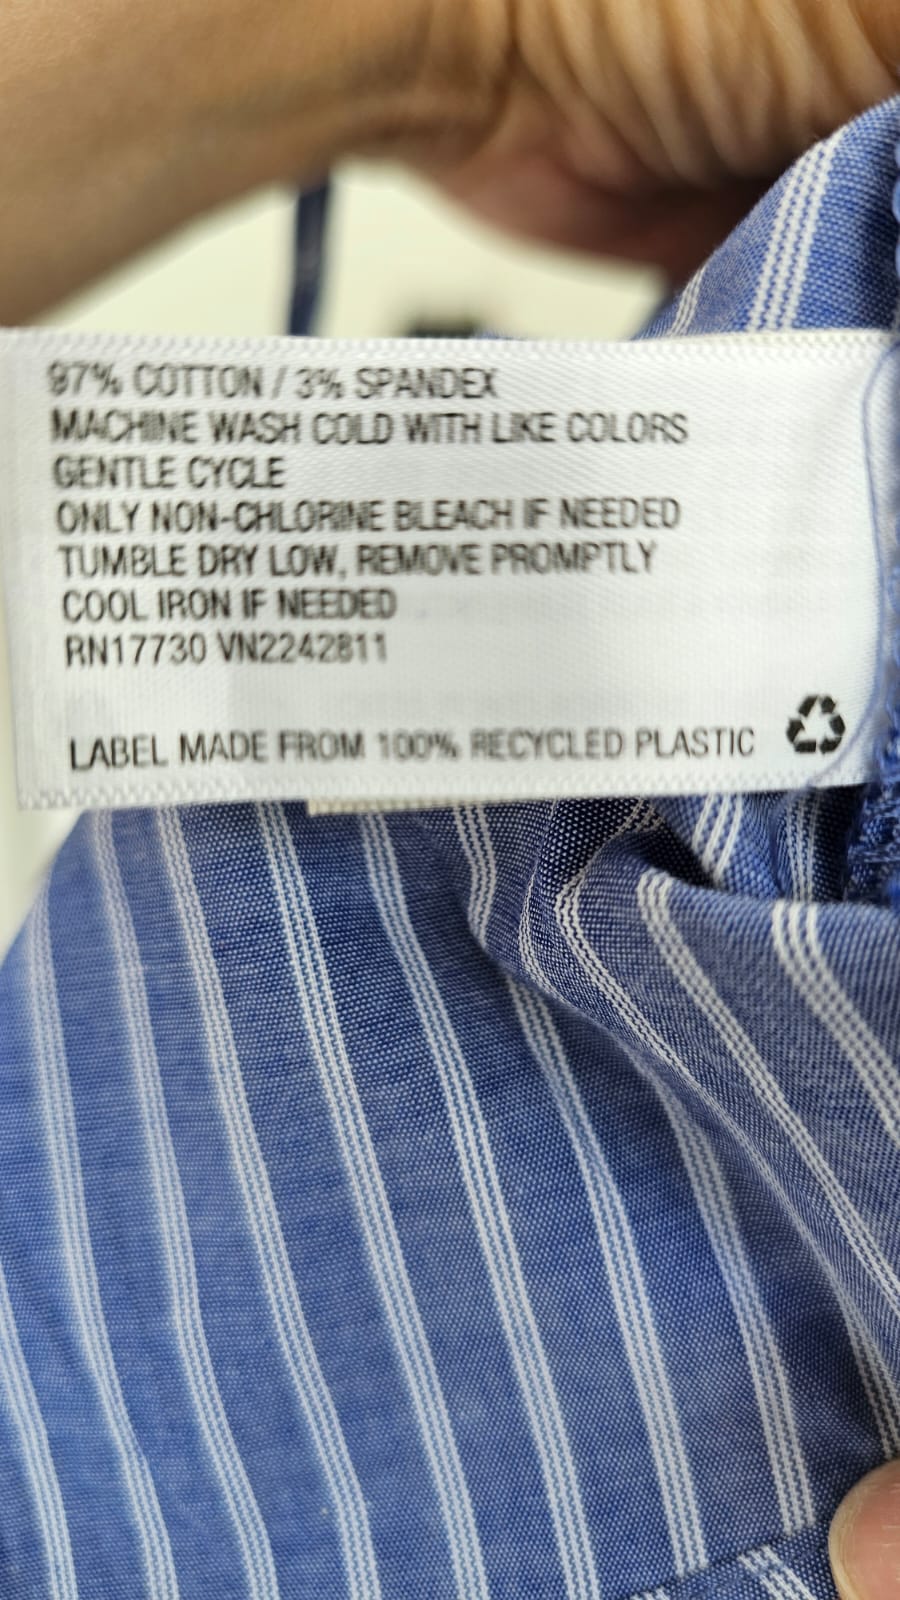 97% COTTON / 3% SPANDEX
MACHINE WASH COLD WITH LIKE COLORS
GENTLE CYCLE
ONLY NON-CHLORINE BLEACH IF NEEDED
TUMBLE DRY LOW, REMOVE PROMPTLY
COOL IRON IF NEEDED
RN17730 VN2242811
LABEL MADE FROM 100% RECYCLED PLASTIC